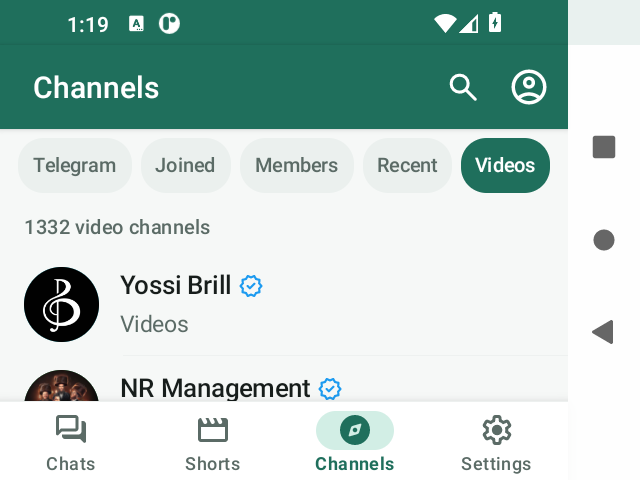 1:19
Channels
Telegram
Joined
Members
Recent
Videos
1332 video channels
Yossi Brill
Videos
NR Management
Chats
Shorts
Channels
Settings